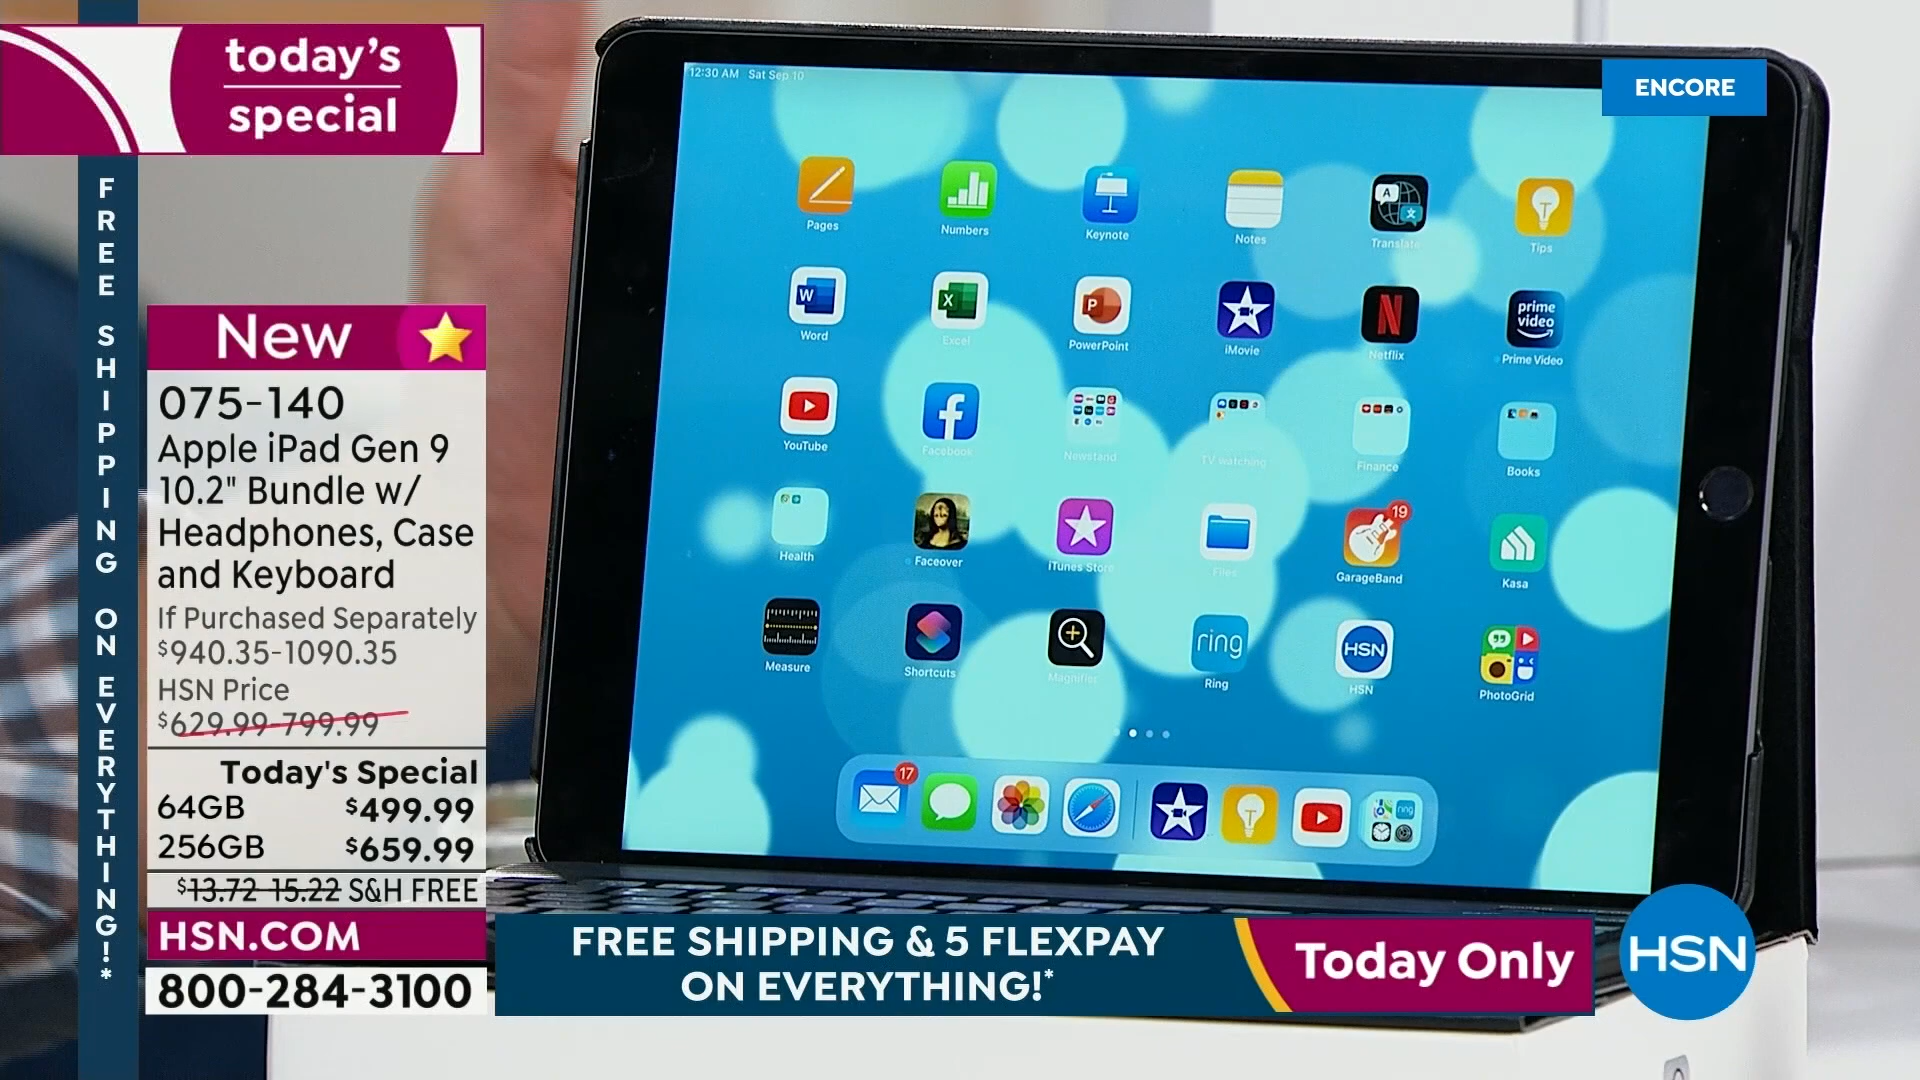 today's
special
FREE SHIPPING ON EVERYTHING!*
New
075-140
Apple iPad Gen 9
10.2" Bundle w/
Headphones, Case
and Keyboard
If Purchased Separately
$940.35-1090.35
HSN Price
$629.99-799.99
Today's Special
64GB $499.99
256GB $659.99
$13.72-15.22 S&H FREE
HSN.COM
800-284-3100
12:30 AM Sat Sep 10
ENCORE
Pages Numbers Keynote Notes Translate Tips
W X P N prime video
Word Excel PowerPoint iMovie Netflix Prime Video
YouTube Facebook Newstand TV watching Finance Books
19
Health Faceover iTunes Store Files GarageBand Kasa
ring HSN
Measure Shortcuts Magnifier Ring HSN PhotoGrid
17
ring
FREE SHIPPING & 5 FLEXPAY
ON EVERYTHING!*
Today Only
HSN